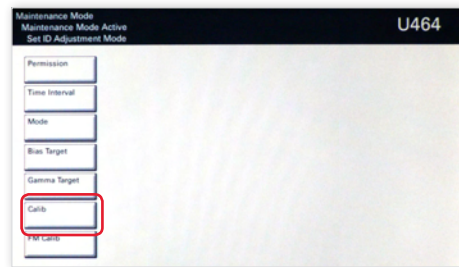 Maintenance Mode
Maintenance Mode Active
Set ID Adjustment Mode
U464
Permission
Time Interval
Mode
Bias Target
Gamma Target
Calib
FM Calib